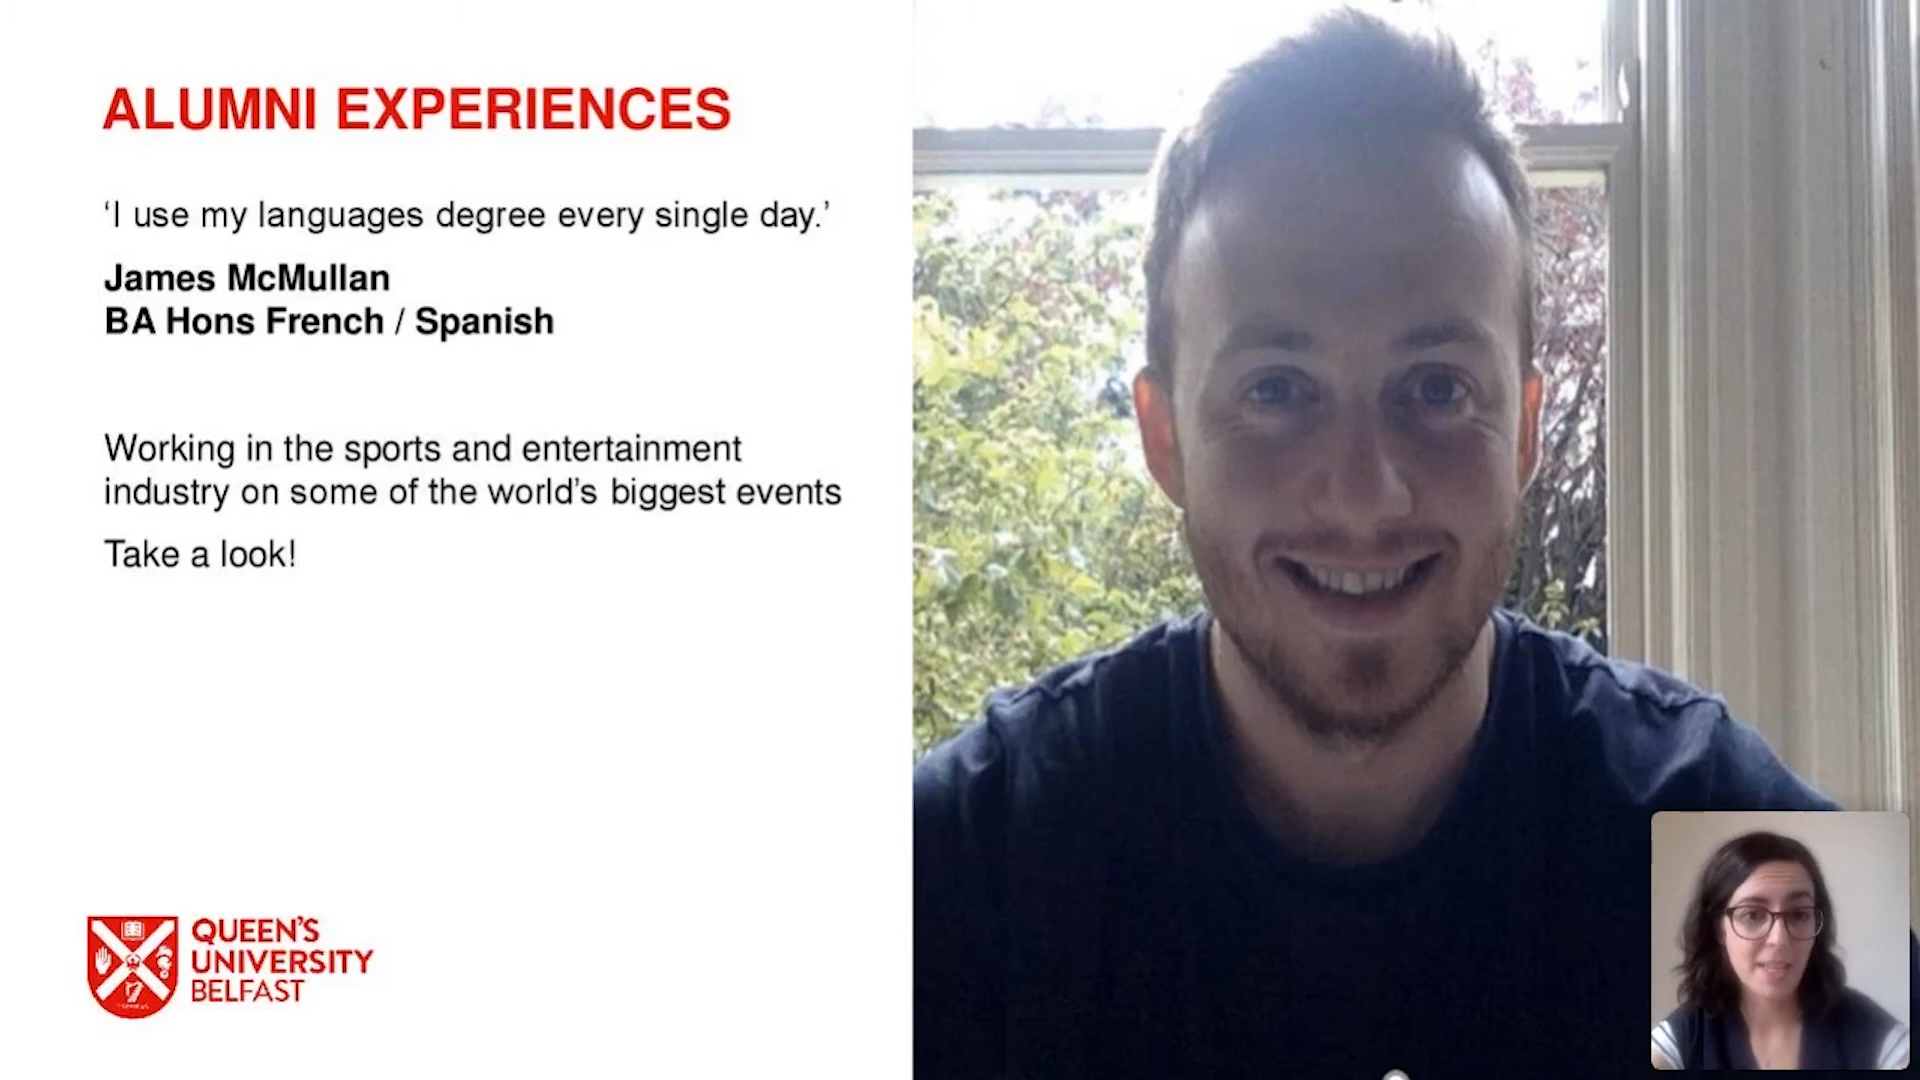 ALUMNI EXPERIENCES
‘I use my languages degree every single day.’
James McMullan
BA Hons French / Spanish
Working in the sports and entertainment
industry on some of the world’s biggest events
Take a look!
QUEEN’S
UNIVERSITY
BELFAST